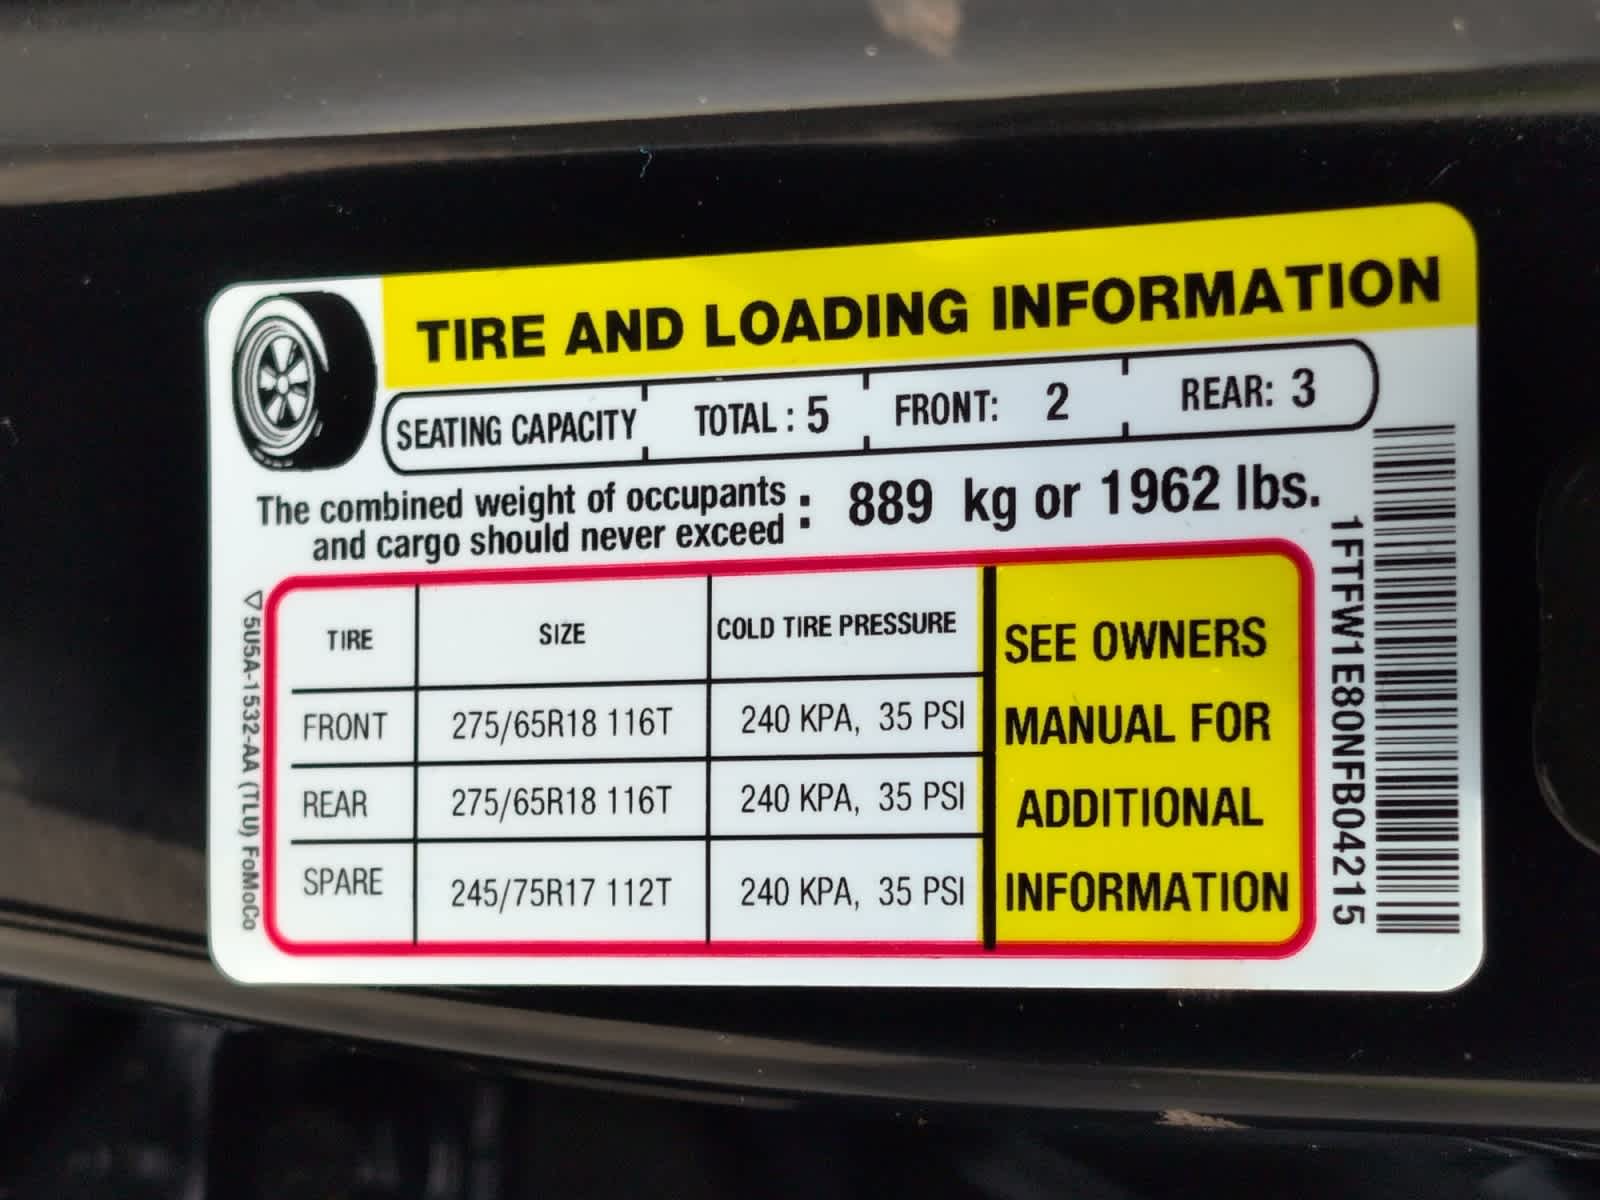 TIRE AND LOADING INFORMATION
SEATING CAPACITY TOTAL : 5 FRONT: 2 REAR: 3
The combined weight of occupants
and cargo should never exceed : 889 kg or 1962 lbs.
TIRE SIZE COLD TIRE PRESSURE
FRONT 275/65R18 116T 240 KPA, 35 PSI
REAR 275/65R18 116T 240 KPA, 35 PSI
SPARE 245/75R17 112T 240 KPA, 35 PSI
SEE OWNERS
MANUAL FOR
ADDITIONAL
INFORMATION
5U5A-1532-AA (TLU) FoMoCo
1FTFW1E80NFB04215